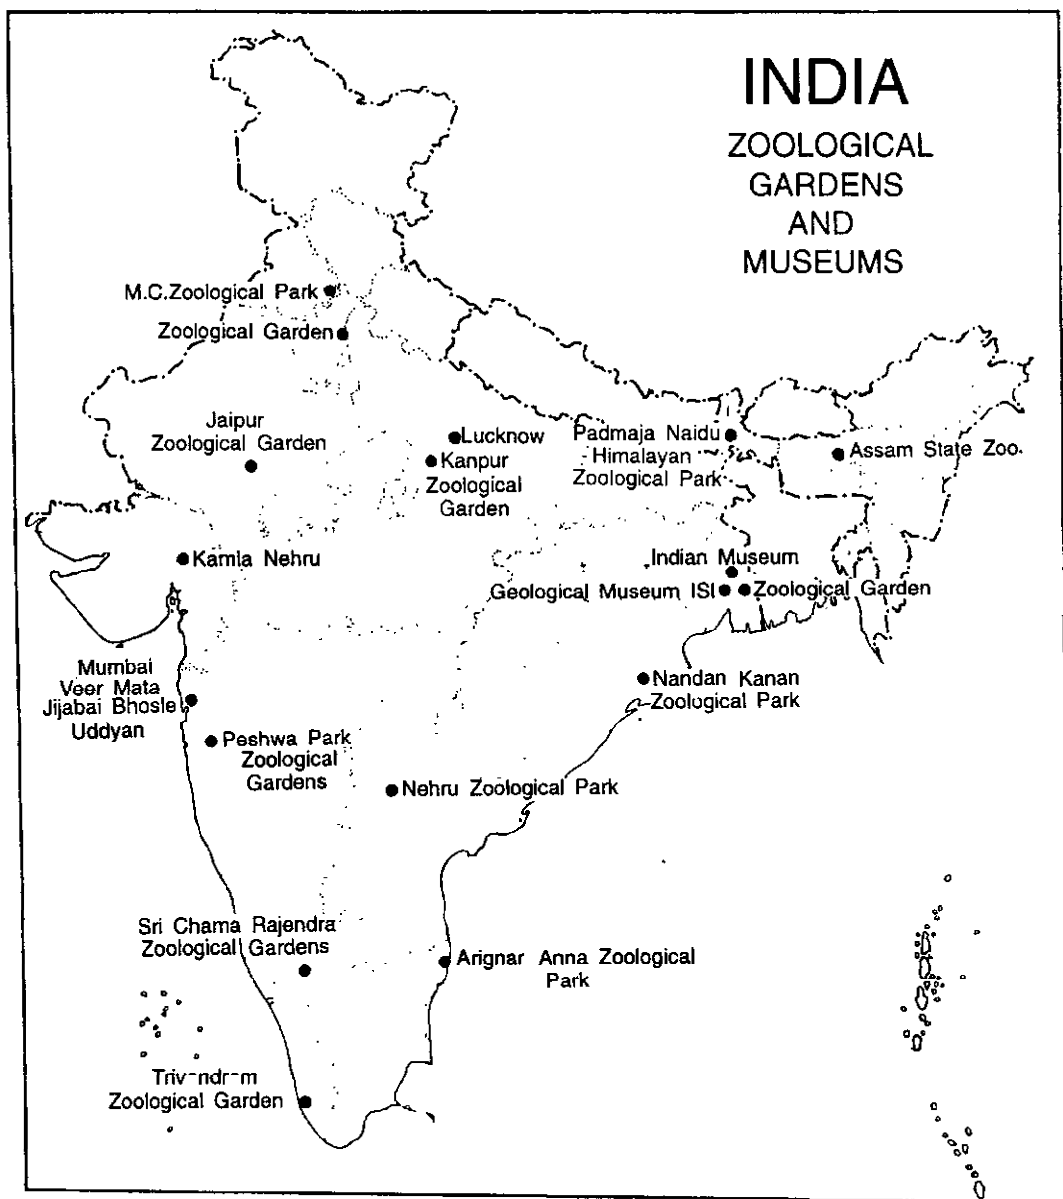 INDIA
ZOOLOGICAL
GARDENS
AND
MUSEUMS
M.C.Zoological Park
Zoological Garden
Jaipur
Zoological Garden
Lucknow
Kanpur
Zoological
Garden
Padmaja Naidu
Himalayan
Zoological Park
Assam State Zoo.
Kamla Nehru
Indian Museum
Geological Museum ISI
Zoological Garden
Mumbai
Veer Mata
Jijabai Bhosle
Uddyan
Nandan Kanan
Zoological Park
Peshwa Park
Zoological
Gardens
Nehru Zoological Park
Sri Chama Rajendra
Zoological Gardens
Arignar Anna Zoological
Park
Zoological Garden